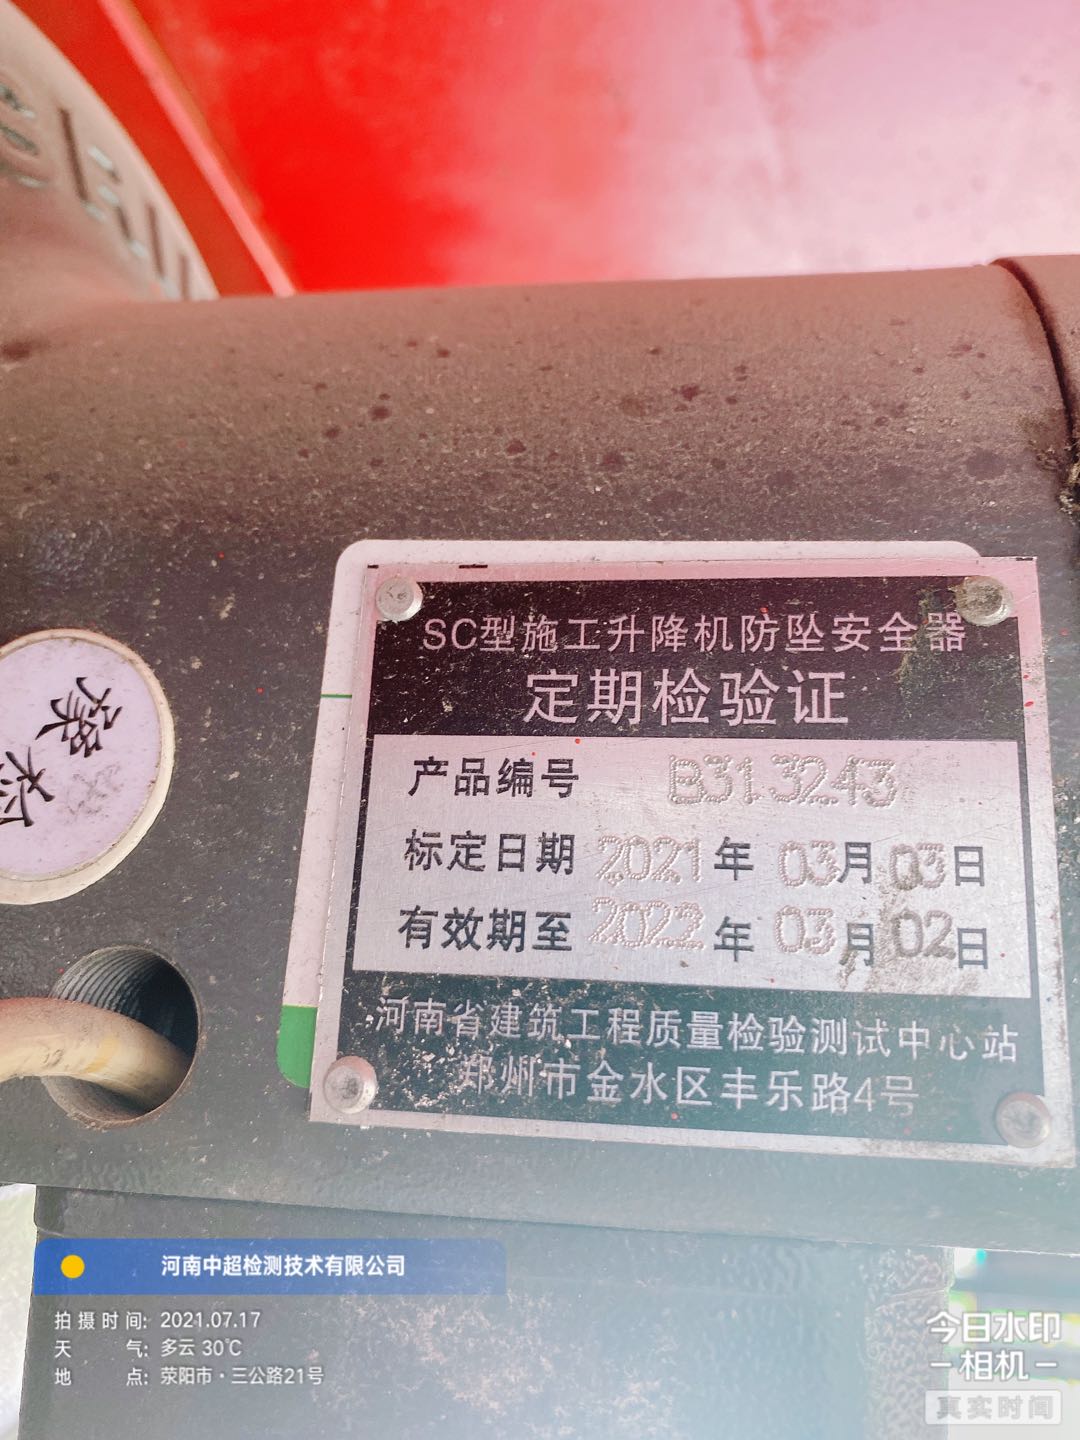 SC型施工升降机防坠安全器
定期检验证
产品编号 B313243
标定日期 2021年 03月03日
有效期至 2022年 03月02日
河南省建筑工程质量检验测试中心站
郑州市金水区丰乐路4号
河南中超检测技术有限公司
拍摄时间: 2021.07.17
天气: 多云 30℃
地点: 荥阳市·三公路21号
今日水印
相机
真实时间